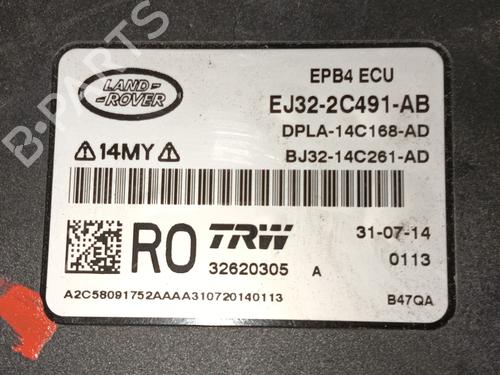 LAND-
-ROVER
EPB4 ECU
EJ32-2C491-AB
DPLA-14C168-AD
14MY
BJ32-14C261-AD
RO
TRW
31-07-14
32620305 A
0113
A2C58091752AAAA310720140113
B47QA
B-PARTS